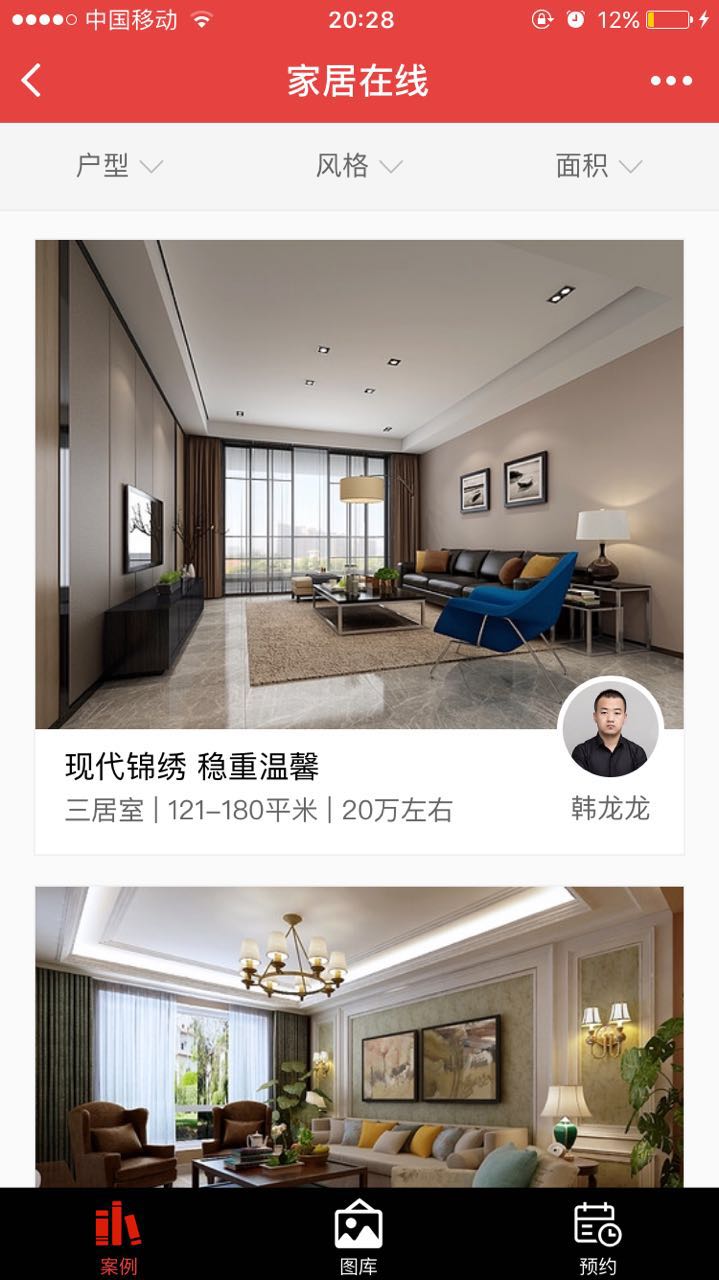 中国移动 20:28 12%
家居在线
户型 风格 面积
现代锦绣 稳重温馨
三居室 | 121-180平米 | 20万左右 韩龙龙
案例 图库 预约